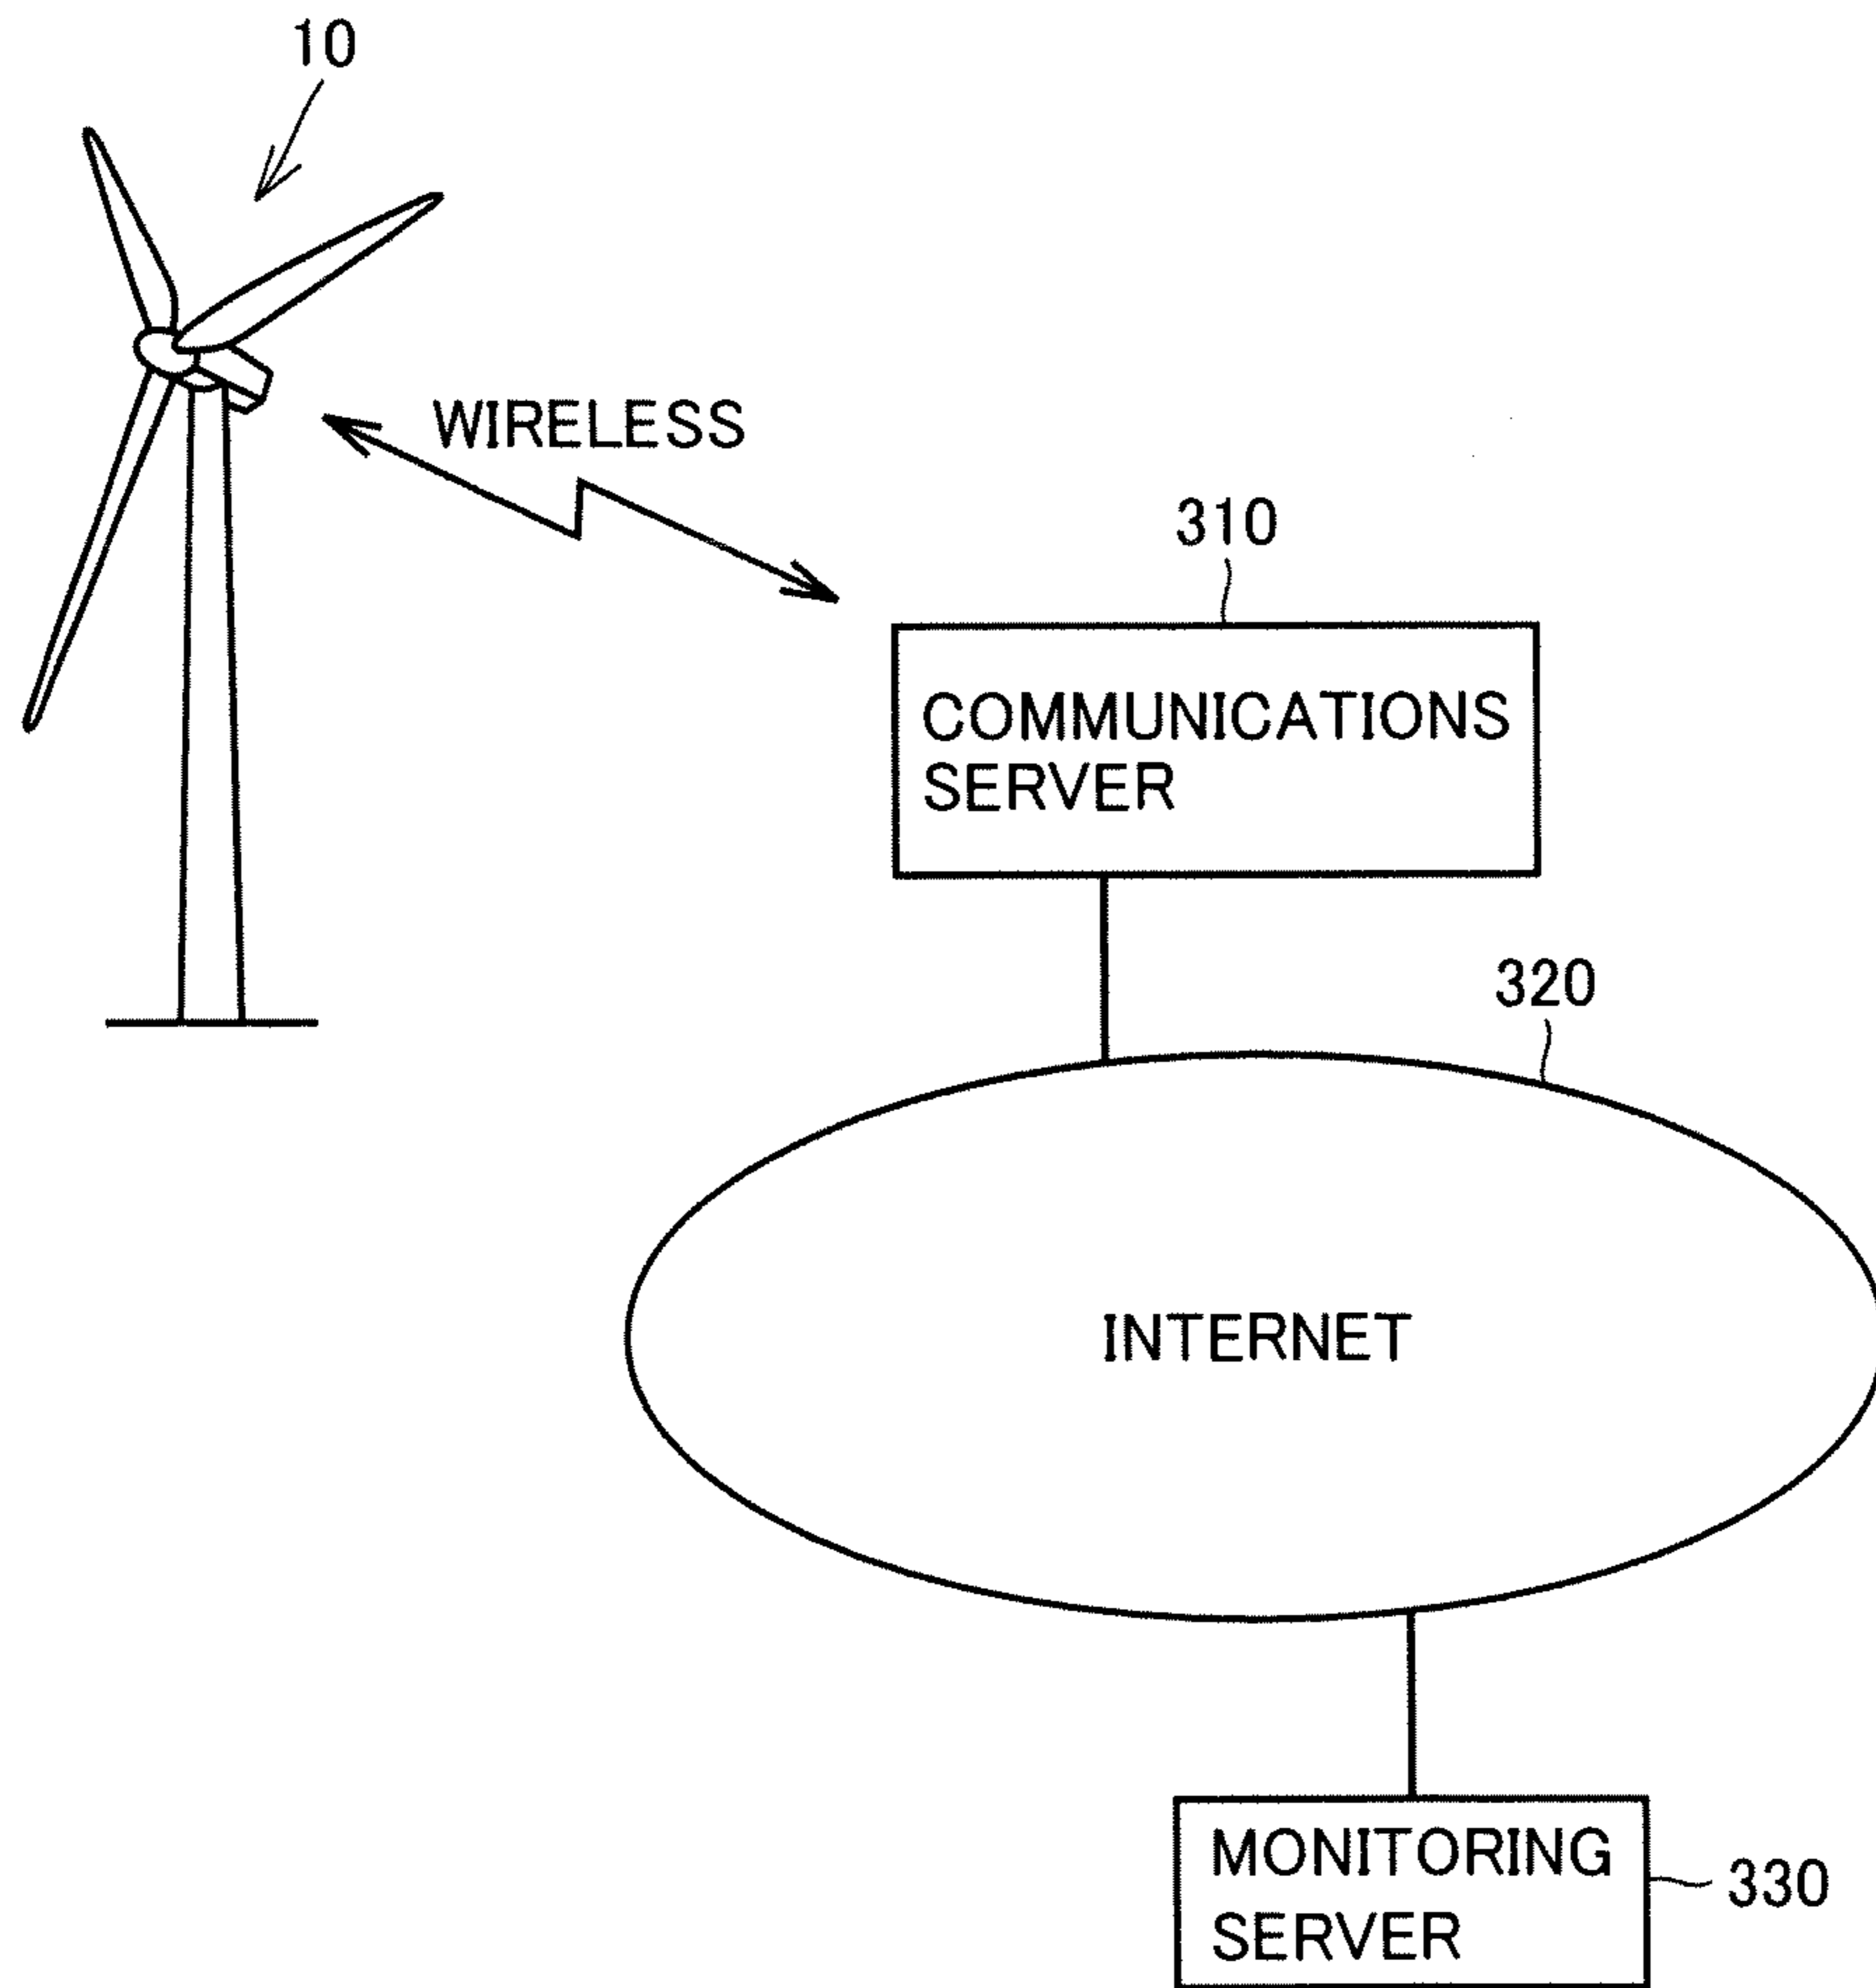 10
WIRELESS
310
COMMUNICATIONS
SERVER
320
INTERNET
MONITORING
SERVER
330